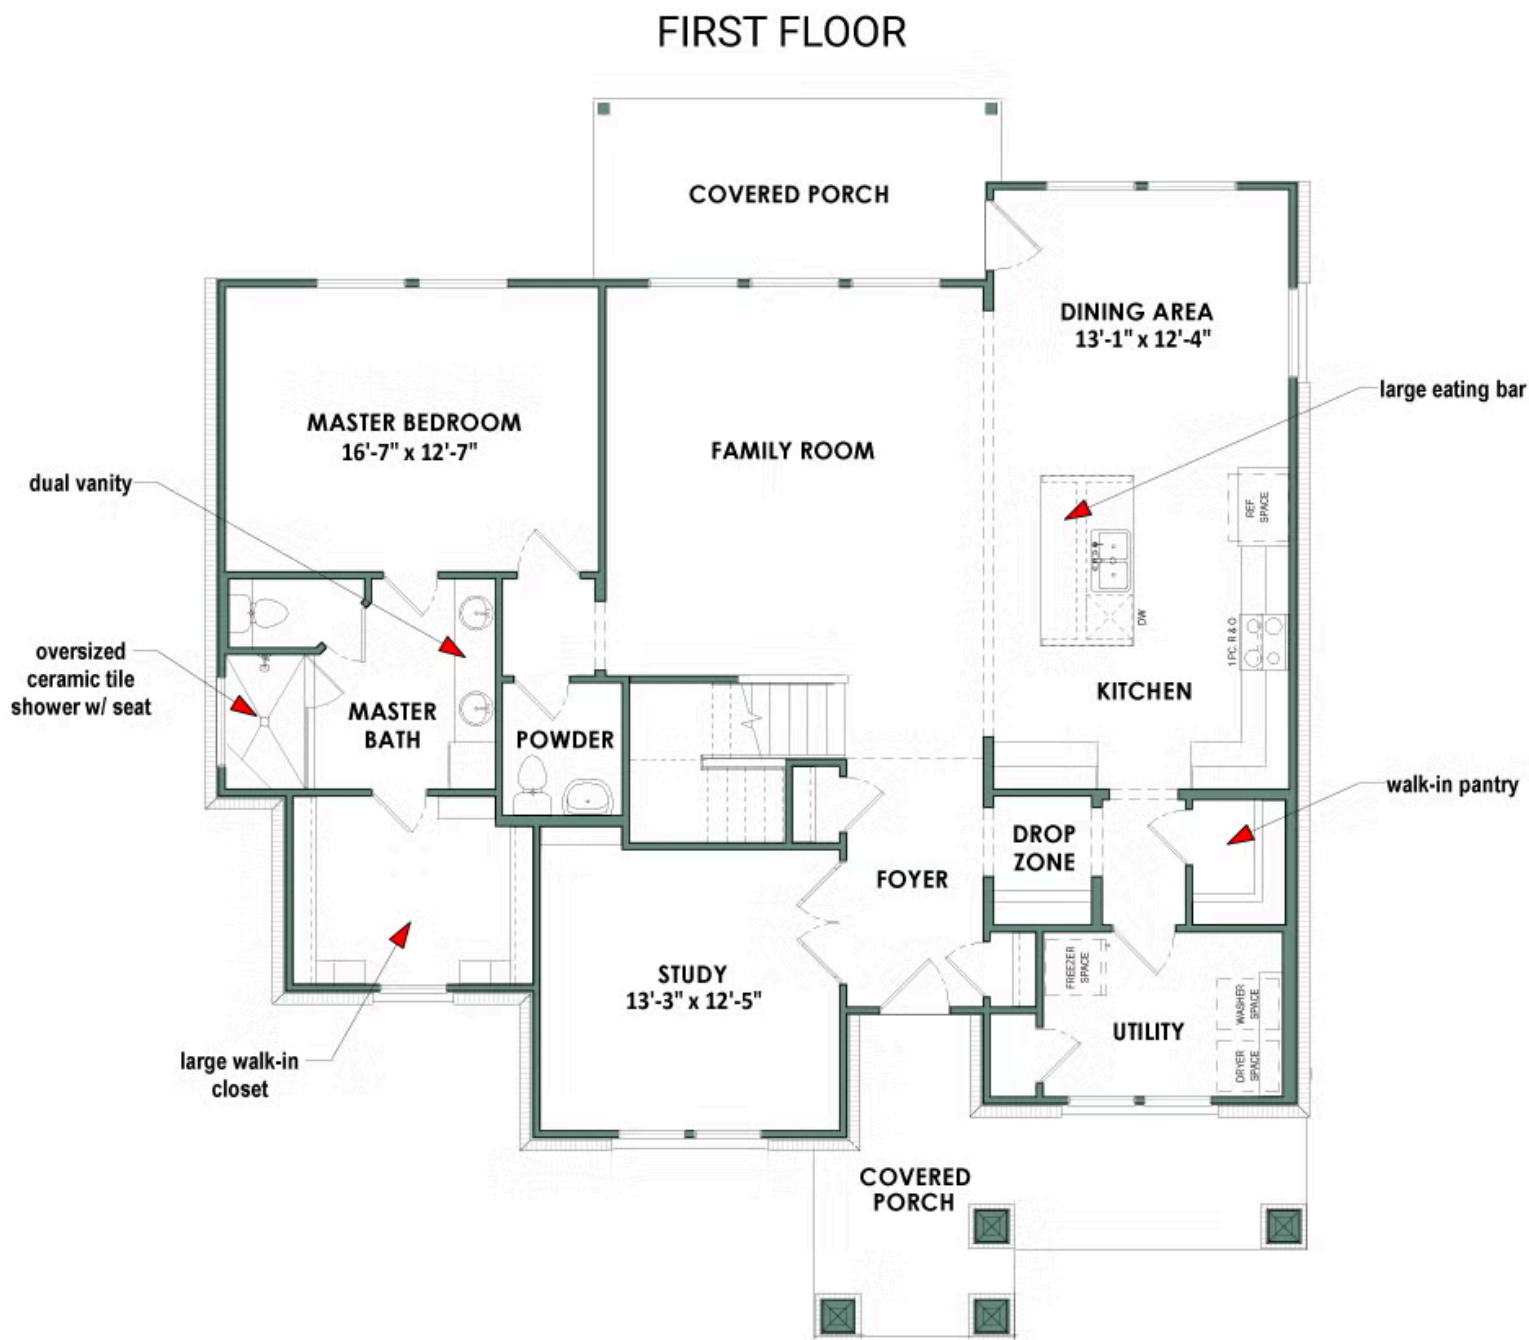 FIRST FLOOR
COVERED PORCH
DINING AREA
13'-1" x 12'-4"
large eating bar
MASTER BEDROOM
16'-7" x 12'-7"
FAMILY ROOM
dual vanity
REF
SPACE
DW
1 PC. R & O
oversized
ceramic tile
shower w/ seat
MASTER
BATH
POWDER
KITCHEN
walk-in pantry
DROP
ZONE
FOYER
STUDY
13'-3" x 12'-5"
FREEZER
SPACE
WASHER
SPACE
UTILITY
DRYER
SPACE
large walk-in
closet
COVERED
PORCH